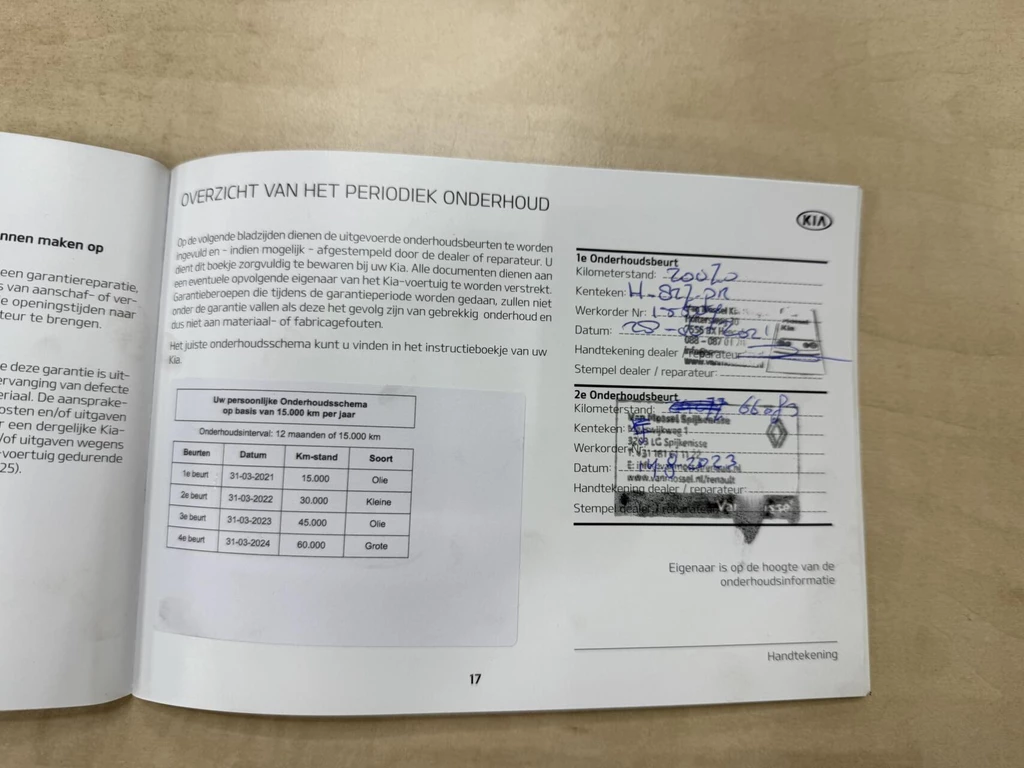 nnen maken op
een garantiereparatie,
s van aanschaf- of ver-
e openingstijden naar
teur te brengen.
e deze garantie is uit-
ervanging van defecte
eriaal. De aansprake-
osten en/of uitgaven
r een dergelijke Kia-
/of uitgaven wegens
-voertuig gedurende
25).
OVERZICHT VAN HET PERIODIEK ONDERHOUD
Op de volgende bladzijden dienen de uitgevoerde onderhoudsbeurten te worden
ingevuld en - indien mogelijk - afgestempeld door de dealer of reparateur. U
dient dit boekje zorgvuldig te bewaren bij uw Kia. Alle documenten dienen aan
een eventuele opvolgende eigenaar van het Kia-voertuig te worden verstrekt.
Garantieberoepen die tijdens de garantieperiode worden gedaan, zullen niet
onder de garantie vallen als deze het gevolg zijn van gebrekkig onderhoud en
dus niet aan materiaal- of fabricagefouten.
Het juiste onderhoudsschema kunt u vinden in het instructieboekje van uw
Kia.
Uw persoonlijke Onderhoudsschema
op basis van 15.000 km per jaar
Onderhoudsinterval: 12 maanden of 15.000 km
Beurten Datum Km-stand Soort
1e beurt 31-03-2021 15.000 Olie
2e beurt 31-03-2022 30.000 Kleine
3e beurt 31-03-2023 45.000 Olie
4e beurt 31-03-2024 60.000 Grote
17
KIA
1e Onderhoudsbeurt
Kilometerstand: 20020
Kenteken: H-827-DR
Werkorder Nr:
Datum:
Handtekening dealer / reparateur
Stempel dealer / reparateur:
2e Onderhoudsbeurt
Kilometerstand: 66089
Kenteken:
Van Mossel Spijkenisse
3203 LG Spijkenisse
Werkorder Nr:
Datum: 2023
www.vanmossel.nl/renault
Handtekening dealer / reparateur:
Stempel dealer / reparateur
Eigenaar is op de hoogte van de
onderhoudsinformatie
Handtekening